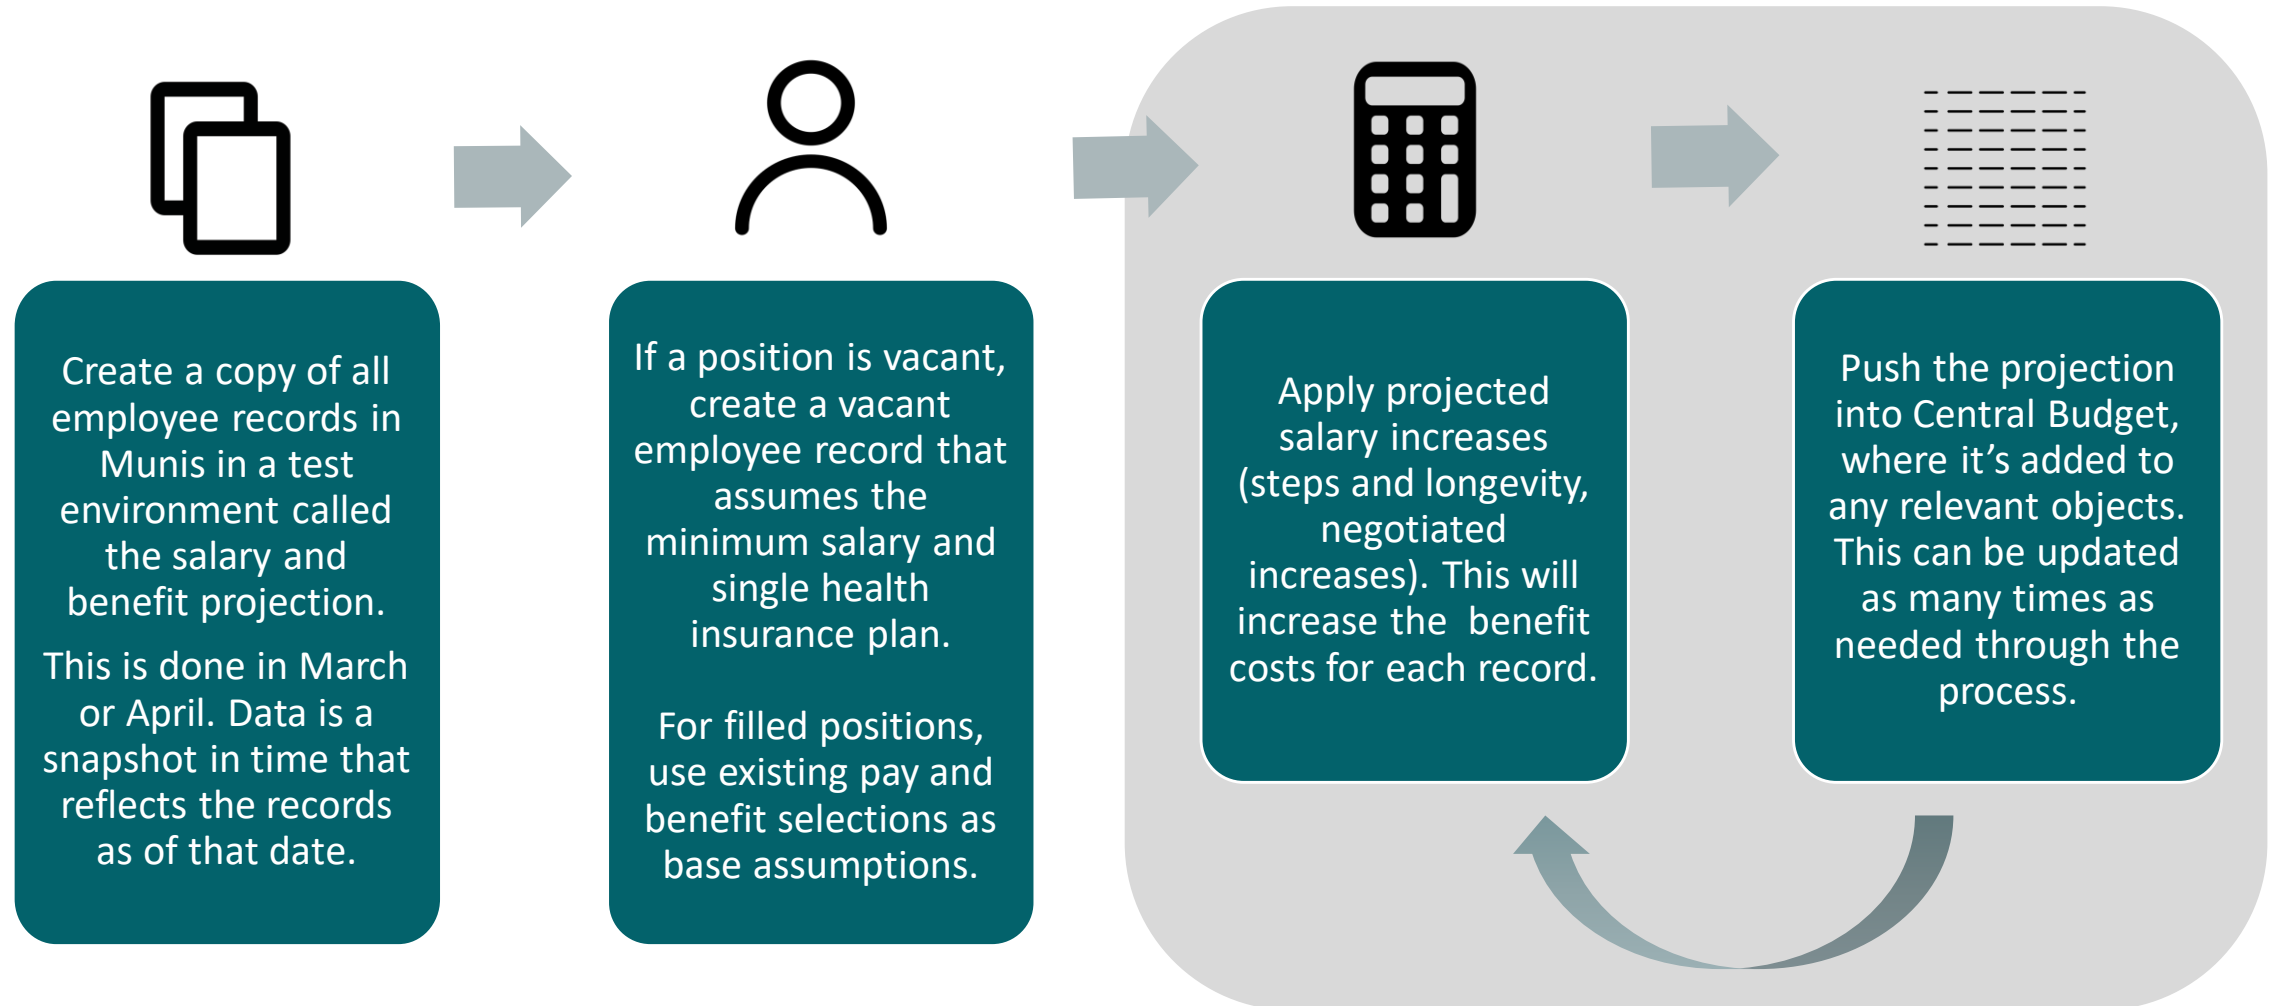 Create a copy of all
employee records in
Munis in a test
environment called
the salary and
benefit projection.
This is done in March
or April. Data is a
snapshot in time that
reflects the records
as of that date.
If a position is vacant,
create a vacant
employee record that
assumes the
minimum salary and
single health
insurance plan.
For filled positions,
use existing pay and
benefit selections as
base assumptions.
Apply projected
salary increases
(steps and longevity,
negotiated
increases). This will
increase the  benefit
costs for each record.
Push the projection
into Central Budget,
where it’s added to
any relevant objects.
This can be updated
as many times as
needed through the
process.